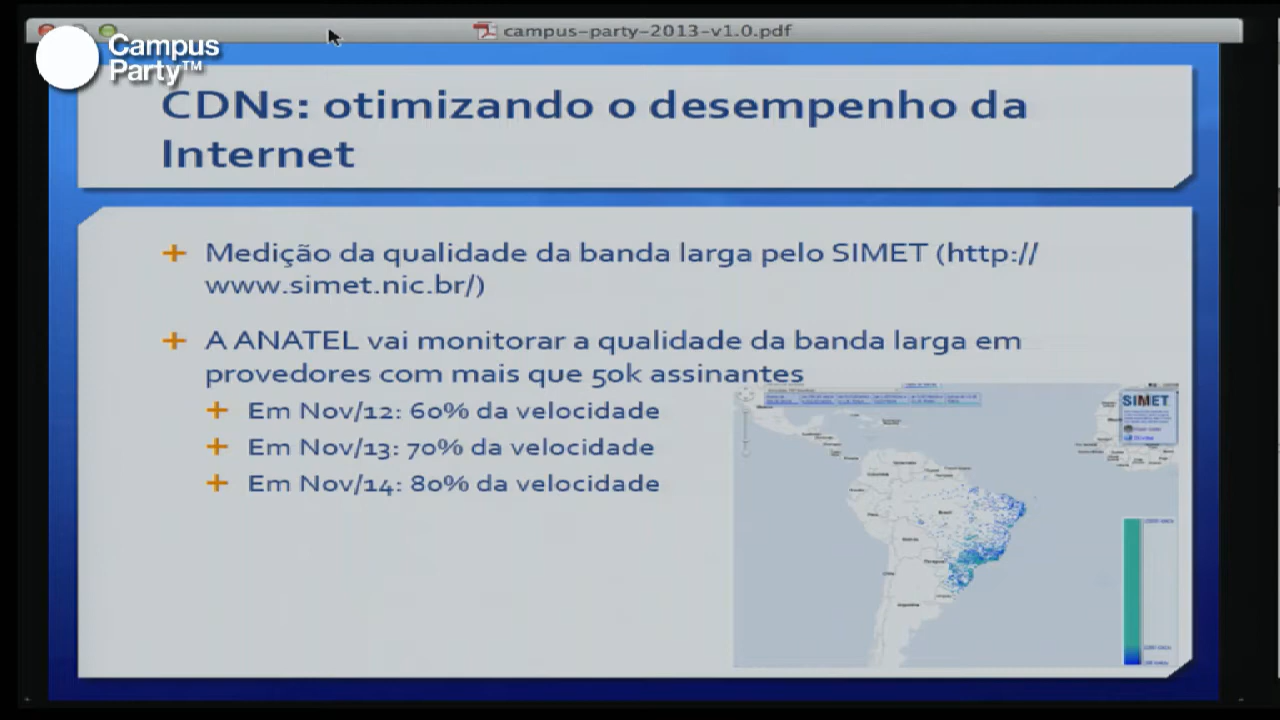 campus-party-2013-v1.0.pdf
Campus
Party™
CDNs: otimizando o desempenho da
Internet
Medição da qualidade da banda larga pelo SIMET (http://
www.simet.nic.br/)
A ANATEL vai monitorar a qualidade da banda larga em
provedores com mais que 50k assinantes
Em Nov/12: 60% da velocidade
Em Nov/13: 70% da velocidade
Em Nov/14: 80% da velocidade
SIMET
Brasil
Argentina